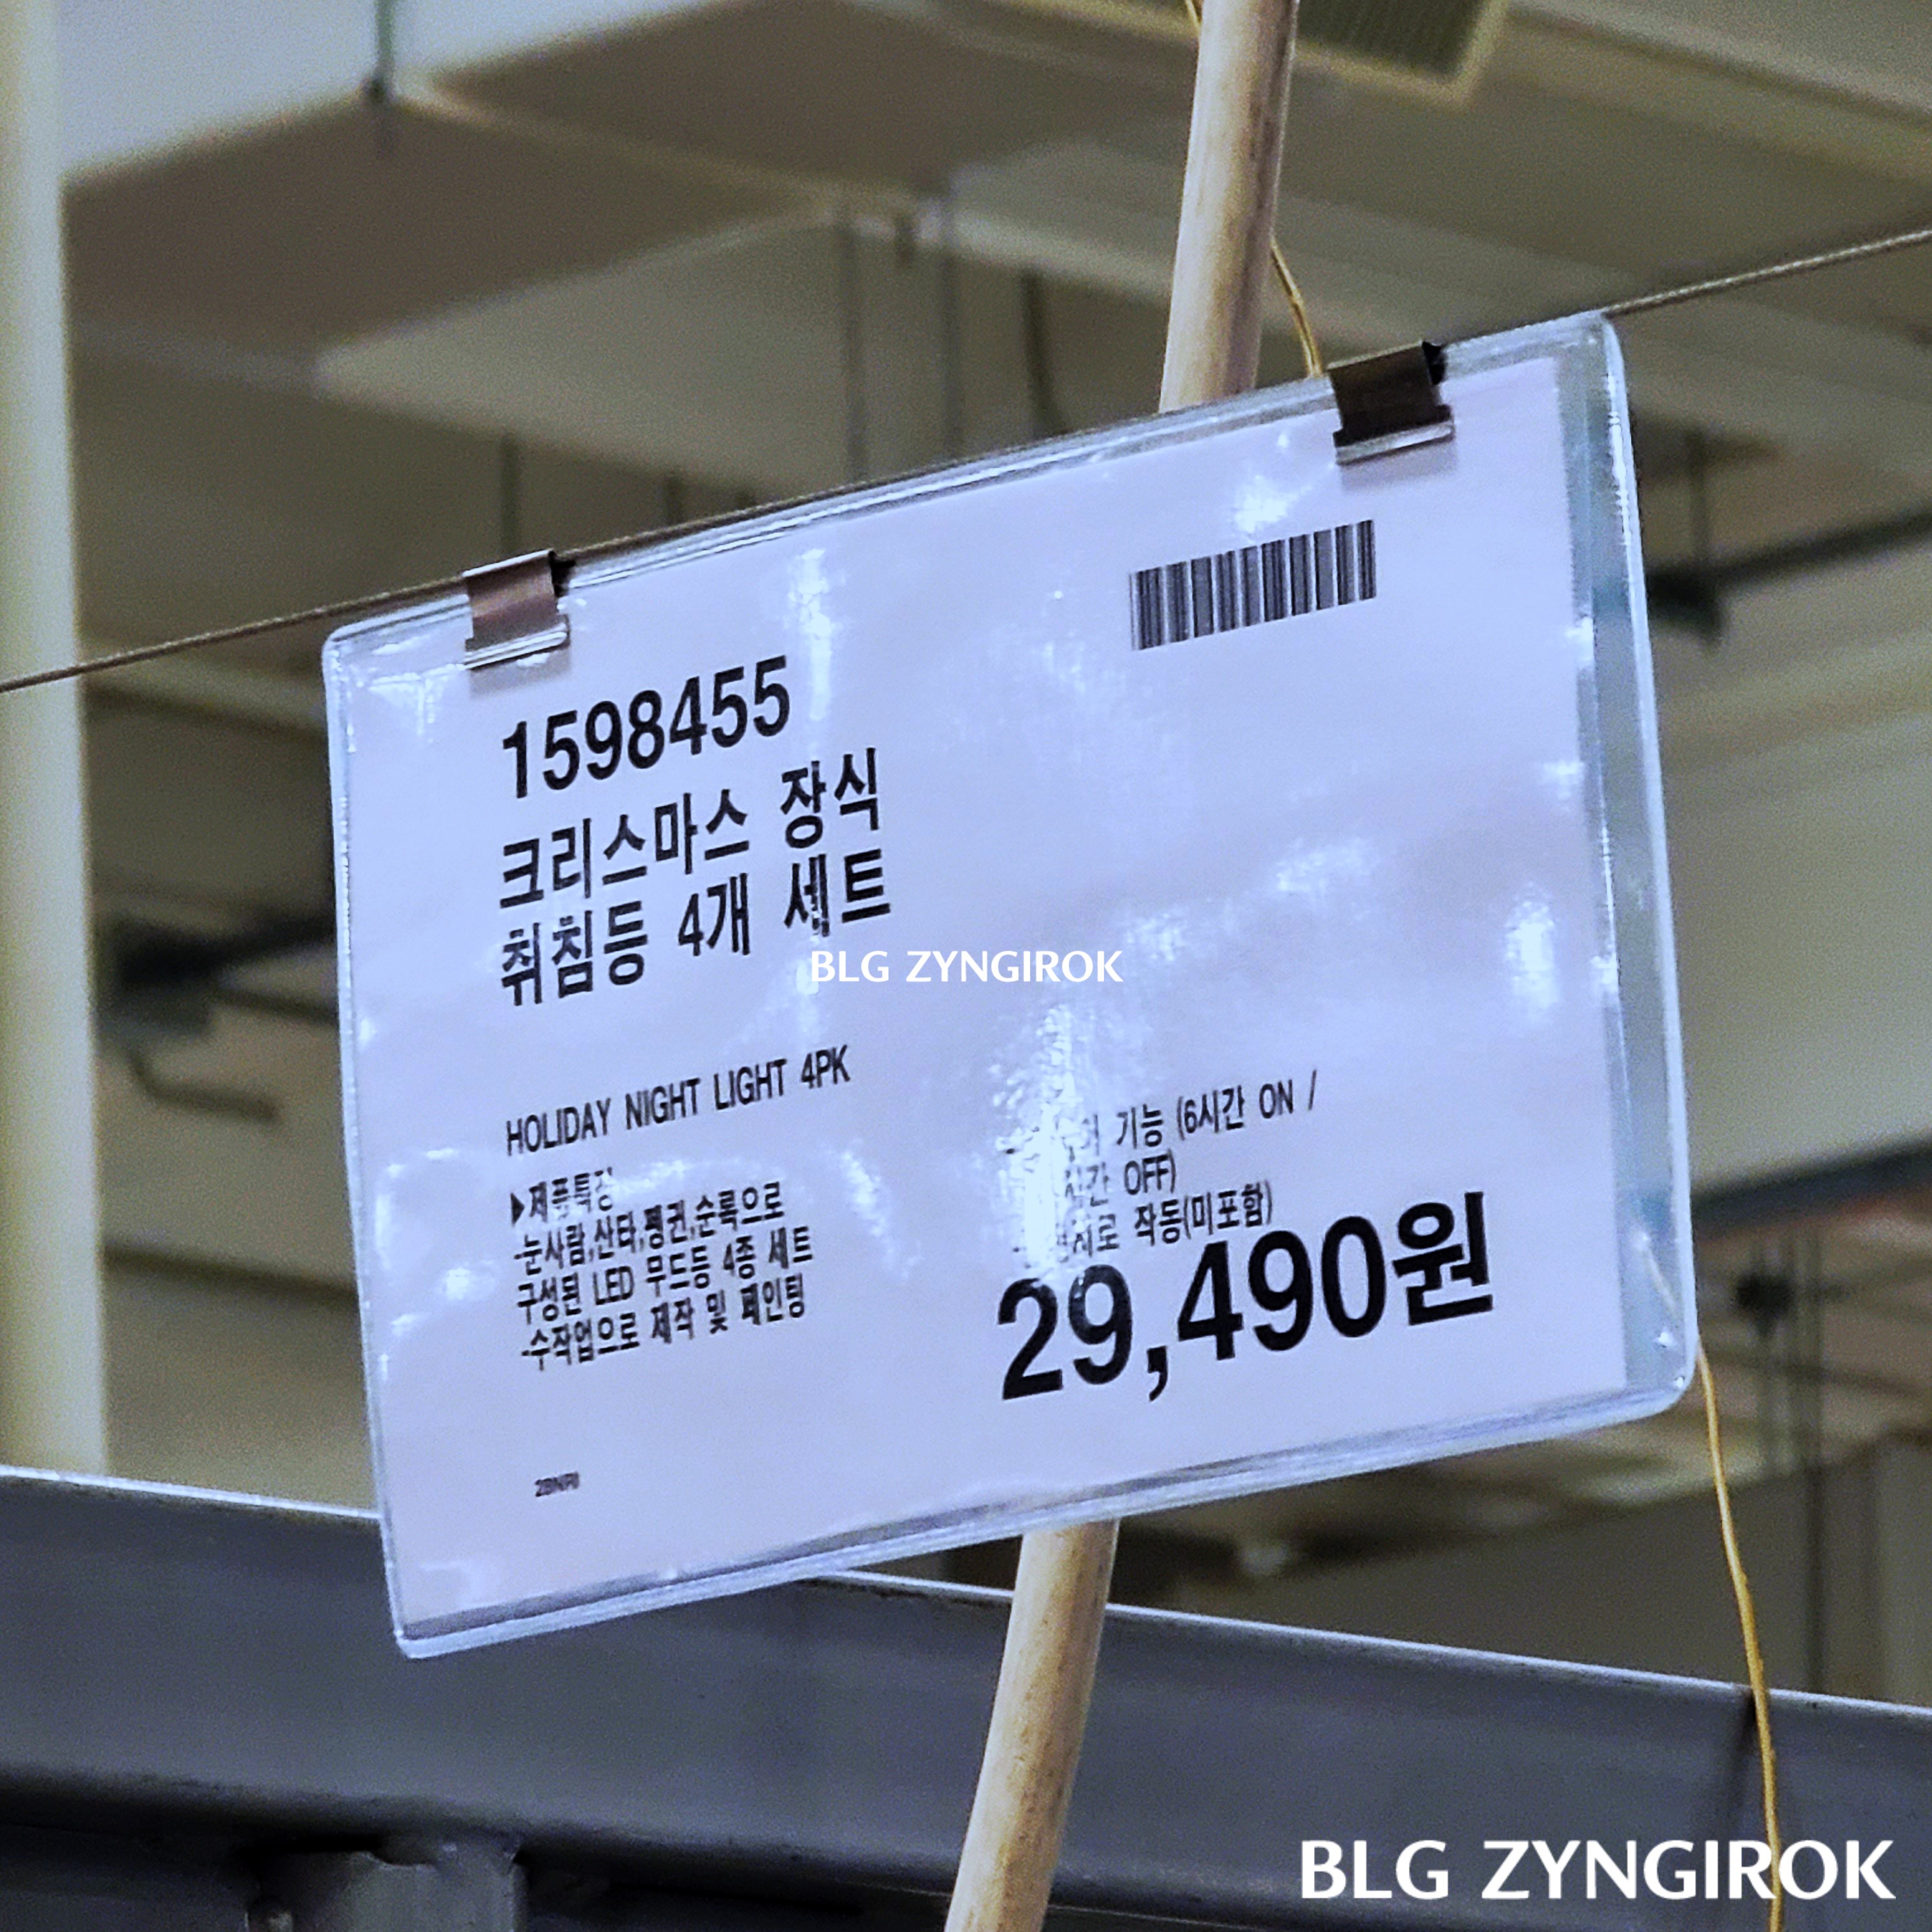 1598455
크리스마스 장식
취침등 4개 세트
BLG ZYNGIROK
HOLIDAY NIGHT LIGHT 4PK
▶제품특징
-눈사람,산타,펭귄,순록으로
구성된 LED 무드등 4종 세트
-수작업으로 제작 및 페인팅
기능 (6시간 ON /
OFF)
작동(미포함)
29,490원
BLG ZYNGIROK